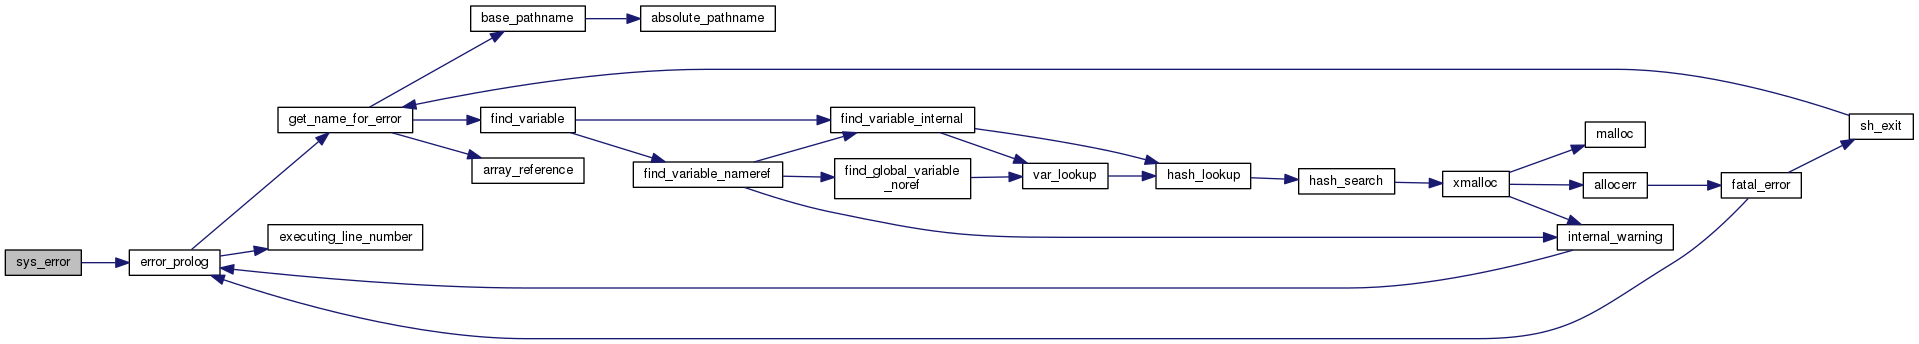 base_pathname
absolute_pathname
get_name_for_error
find_variable
find_variable_internal
sh_exit
malloc
array_reference
find_variable_nameref
find_global_variable
_noref
var_lookup
hash_lookup
hash_search
xmalloc
allocerr
fatal_error
executing_line_number
internal_warning
sys_error
error_prolog